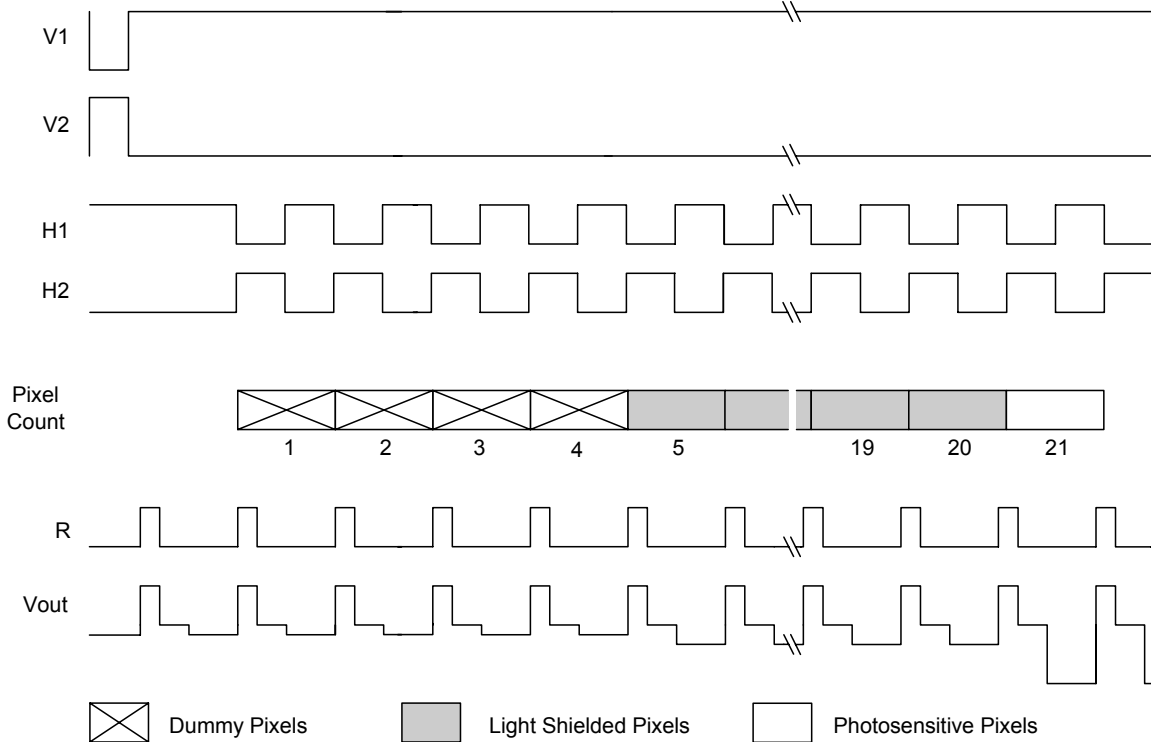 V1
V2
H1
H2
Pixel
Count
1 2 3 4 5 19 20 21
R
Vout
Dummy Pixels Light Shielded Pixels Photosensitive Pixels